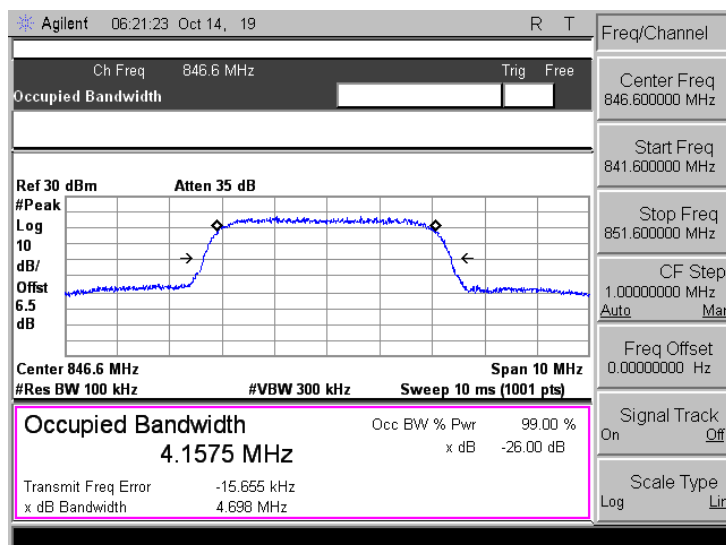 Agilent 06:21:23 Oct 14, 19 R T
Ch Freq 846.6 MHz Trig Free
Occupied Bandwidth
Ref 30 dBm Atten 35 dB
#Peak
Log
10
dB/
Offst
6.5
dB
Center 846.6 MHz Span 10 MHz
#Res BW 100 kHz #VBW 300 kHz Sweep 10 ms (1001 pts)
Occupied Bandwidth
4.1575 MHz
Occ BW % Pwr 99.00 %
x dB -26.00 dB
Transmit Freq Error -15.655 kHz
x dB Bandwidth 4.698 MHz
Freq/Channel
Center Freq
846.600000 MHz
Start Freq
841.600000 MHz
Stop Freq
851.600000 MHz
CF Step
1.00000000 MHz
Auto Man
Freq Offset
0.00000000 Hz
Signal Track
On Off
Scale Type
Log Lin